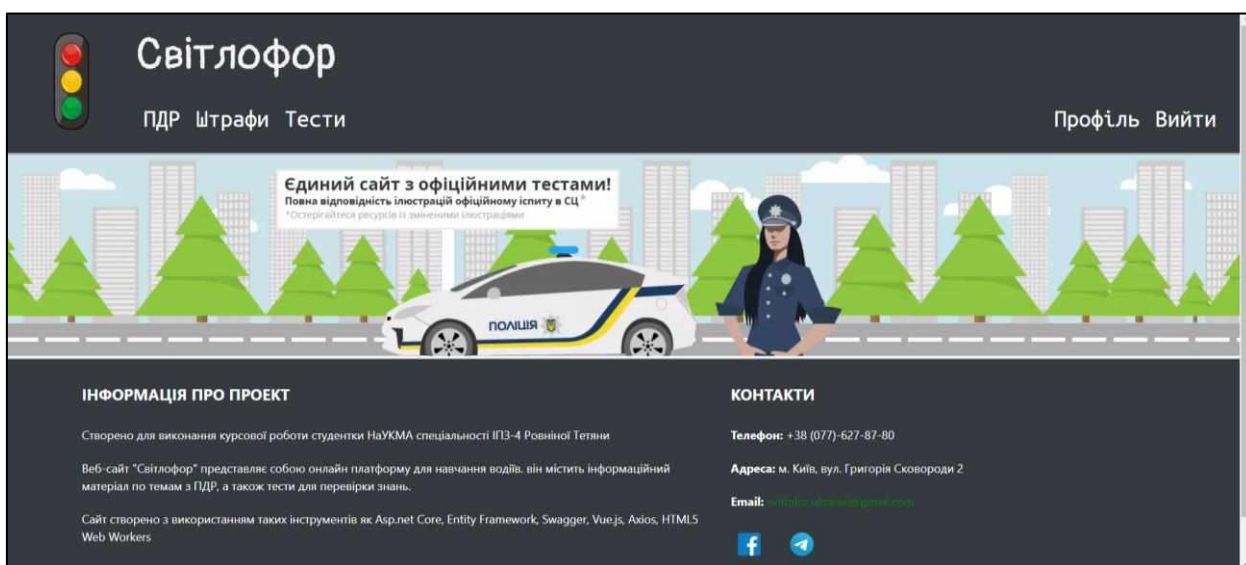 Світлофор
ПДР Штрафи Тести
Профіль Вийти
Єдиний сайт з офіційними тестами!
Повна відповідність ілюстрацій офіційному іспиту в СЦ*
*Остерігайтеся ресурсів із зміненими ілюстраціями
ПОЛІЦІЯ
ІНФОРМАЦІЯ ПРО ПРОЕКТ
Створено для виконання курсової роботи студентки НаУКМА спеціальності ІПЗ-4 Ровніної Тетяни
Веб-сайт "Світлофор" представляє собою онлайн платформу для навчання водіїв. він містить інформаційний
матеріал по темам з ПДР, а також тести для перевірки знань.
Сайт створено з використанням таких інструментів як Asp.net Core, Entity Framework, Swagger, Vue.js, Axios, HTML5
Web Workers
КОНТАКТИ
Телефон: +38 (077)-627-87-80
Адреса: м. Київ, вул. Григорія Сковороди 2
Email: